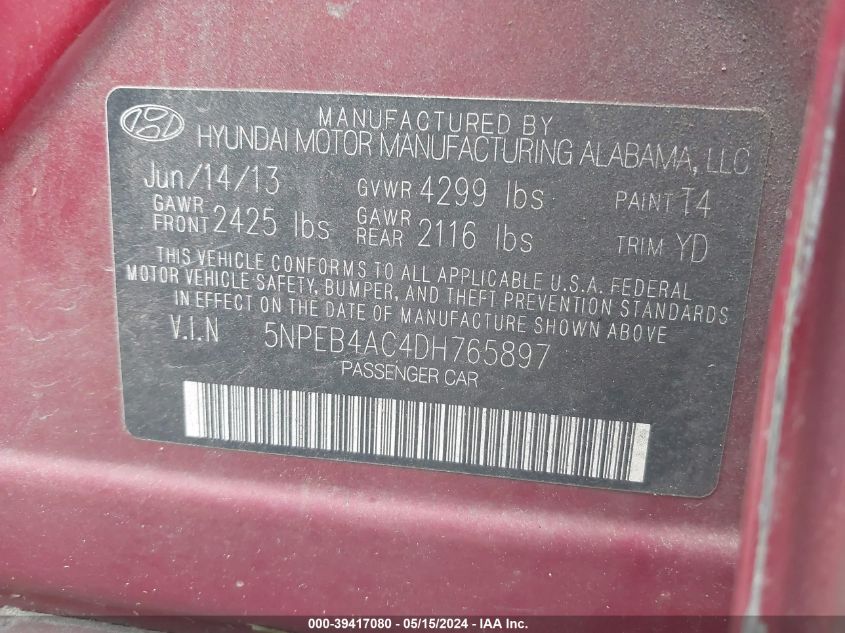 MANUFACTURED BY
HYUNDAI MOTOR MANUFACTURING ALABAMA, LLC
Jun/14/13 GVWR 4299 lbs PAINT T4
GAWR FRONT 2425 lbs GAWR REAR 2116 lbs TRIM YD
THIS VEHICLE CONFORMS TO ALL APPLICABLE U.S.A. FEDERAL
MOTOR VEHICLE SAFETY, BUMPER, AND THEFT PREVENTION STANDARDS
IN EFFECT ON THE DATE OF MANUFACTURE SHOWN ABOVE
V.I.N 5NPEB4AC4DH765897
PASSENGER CAR
000-39417080 - 05/15/2024 - IAA Inc.